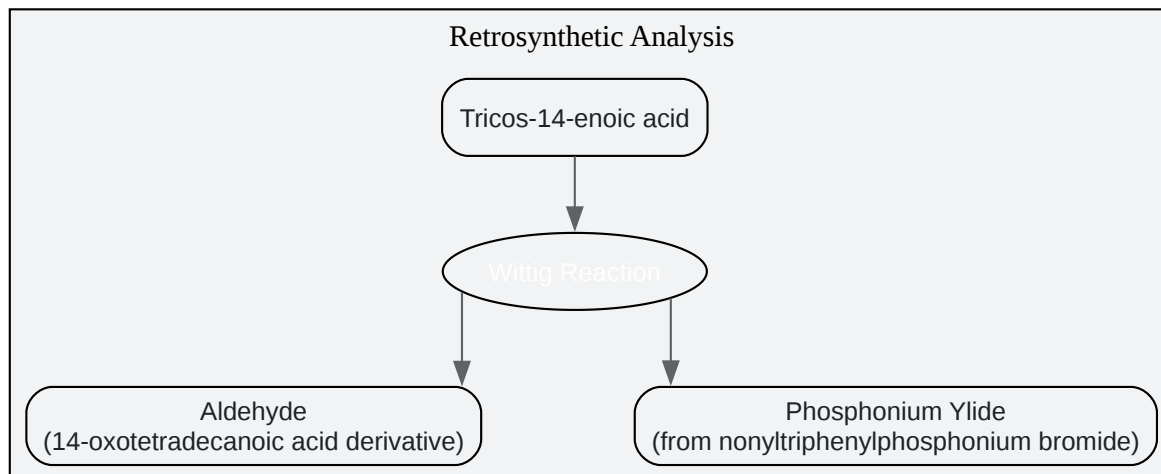 Retrosynthetic Analysis
Tricos-14-enoic acid
Wittig Reaction
Aldehyde
(14-oxotetradecanoic acid derivative)
Phosphonium Ylide
(from nonyltriphenylphosphonium bromide)